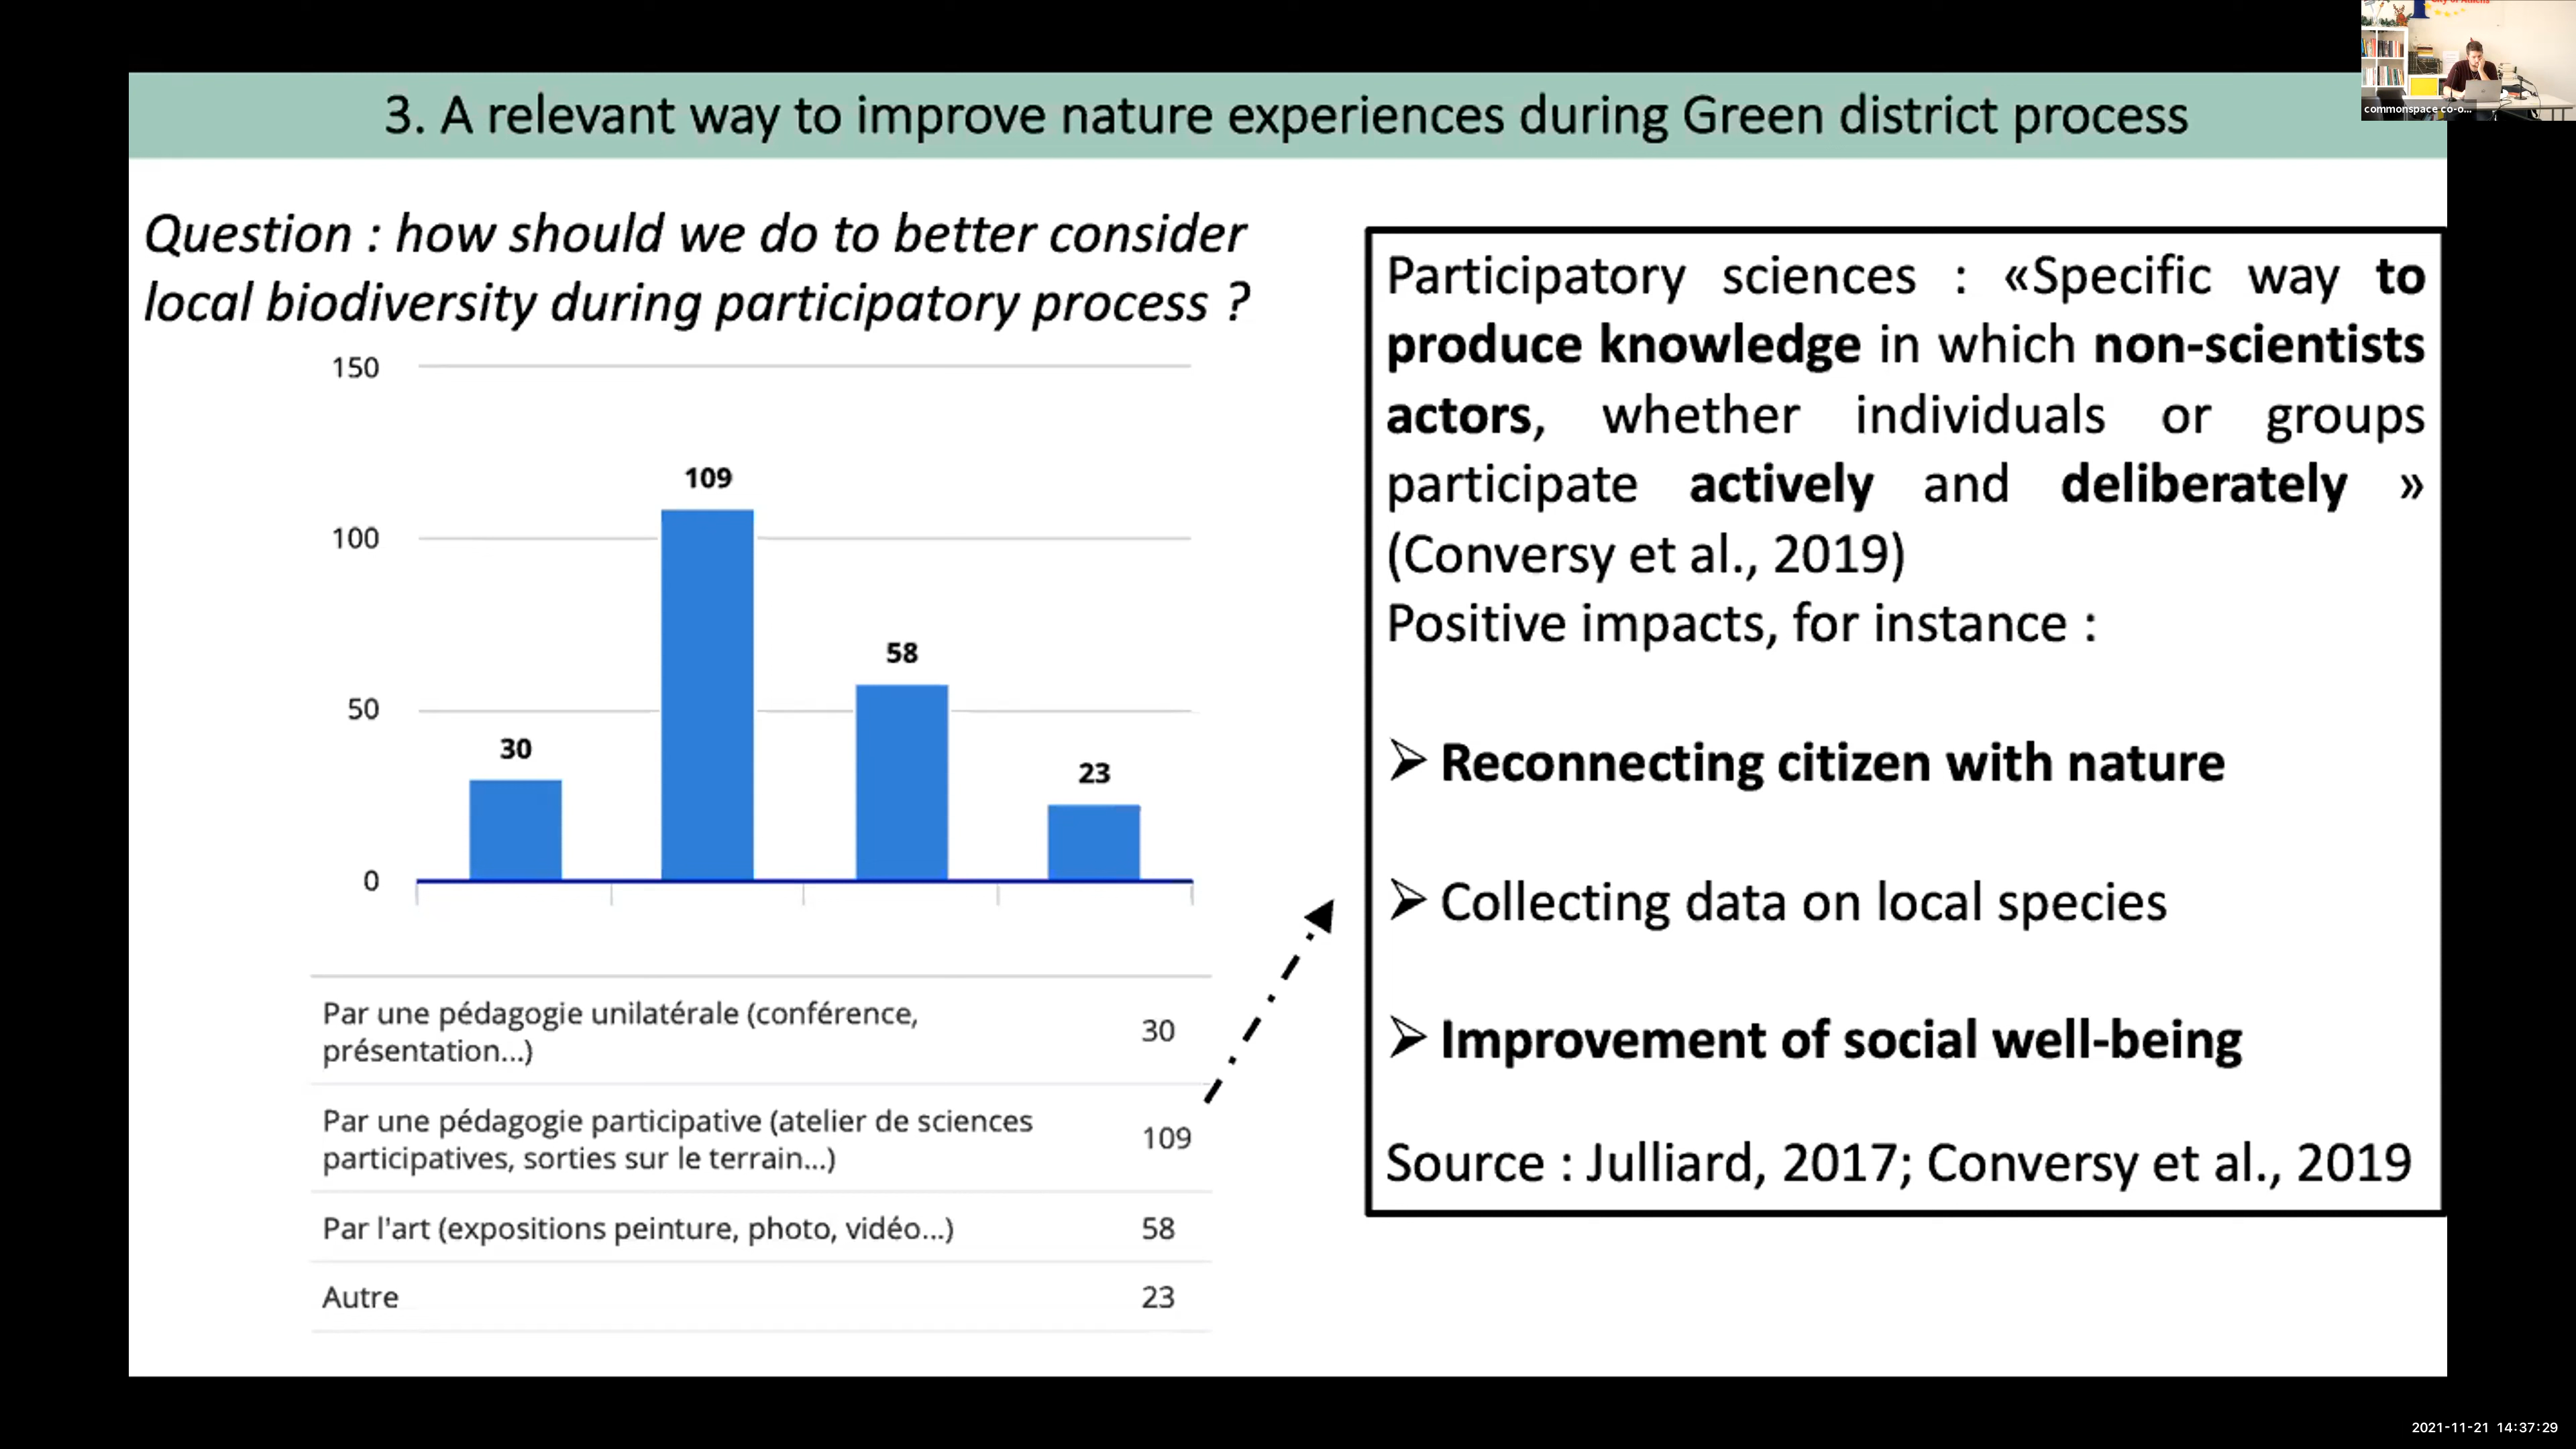 City of Athens
commonspace co-o...
3. A relevant way to improve nature experiences during Green district process
Question : how should we do to better consider
local biodiversity during participatory process ?
150
100
50
0
30
109
58
23
Par une pédagogie unilatérale (conférence,
présentation...)
30
Par une pédagogie participative (atelier de sciences
participatives, sorties sur le terrain...)
109
Par l'art (expositions peinture, photo, vidéo...)
58
Autre
23
Participatory sciences : «Specific way to
produce knowledge in which non-scientists
actors, whether individuals or groups
participate actively and deliberately »
(Conversy et al., 2019)
Positive impacts, for instance :
➢ Reconnecting citizen with nature
➢ Collecting data on local species
➢ Improvement of social well-being
Source : Julliard, 2017; Conversy et al., 2019
2021-11-21 14:37:29